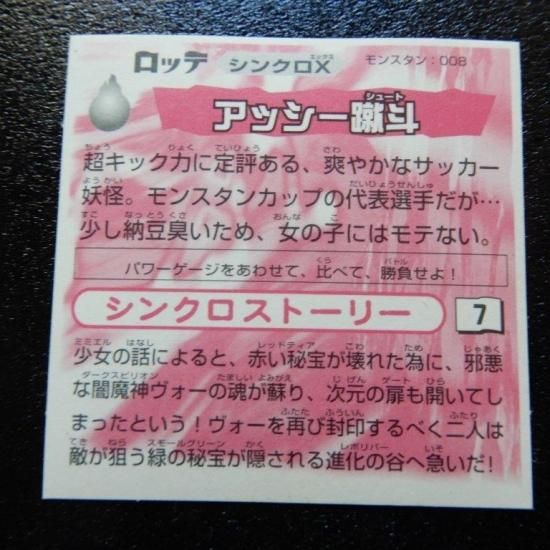 ロッテ シンクロX エックス モンスタン:008
アッシー蹴斗 シュート
超キック力に定評ある、爽やかなサッカー
妖怪。モンスタンカップの代表選手だが…
少し納豆臭いため、女の子にはモテない。
パワーゲージをあわせて、比べて、勝負せよ!
シンクロストーリー 7
少女の話によると、赤い秘宝が壊れた為に、邪悪
な闇魔神ヴォーの魂が蘇り、次元の扉も開いてし
まったという!ヴォーを再び封印するべく二人は
敵が狙う緑の秘宝が隠される進化の谷へ急いだ!